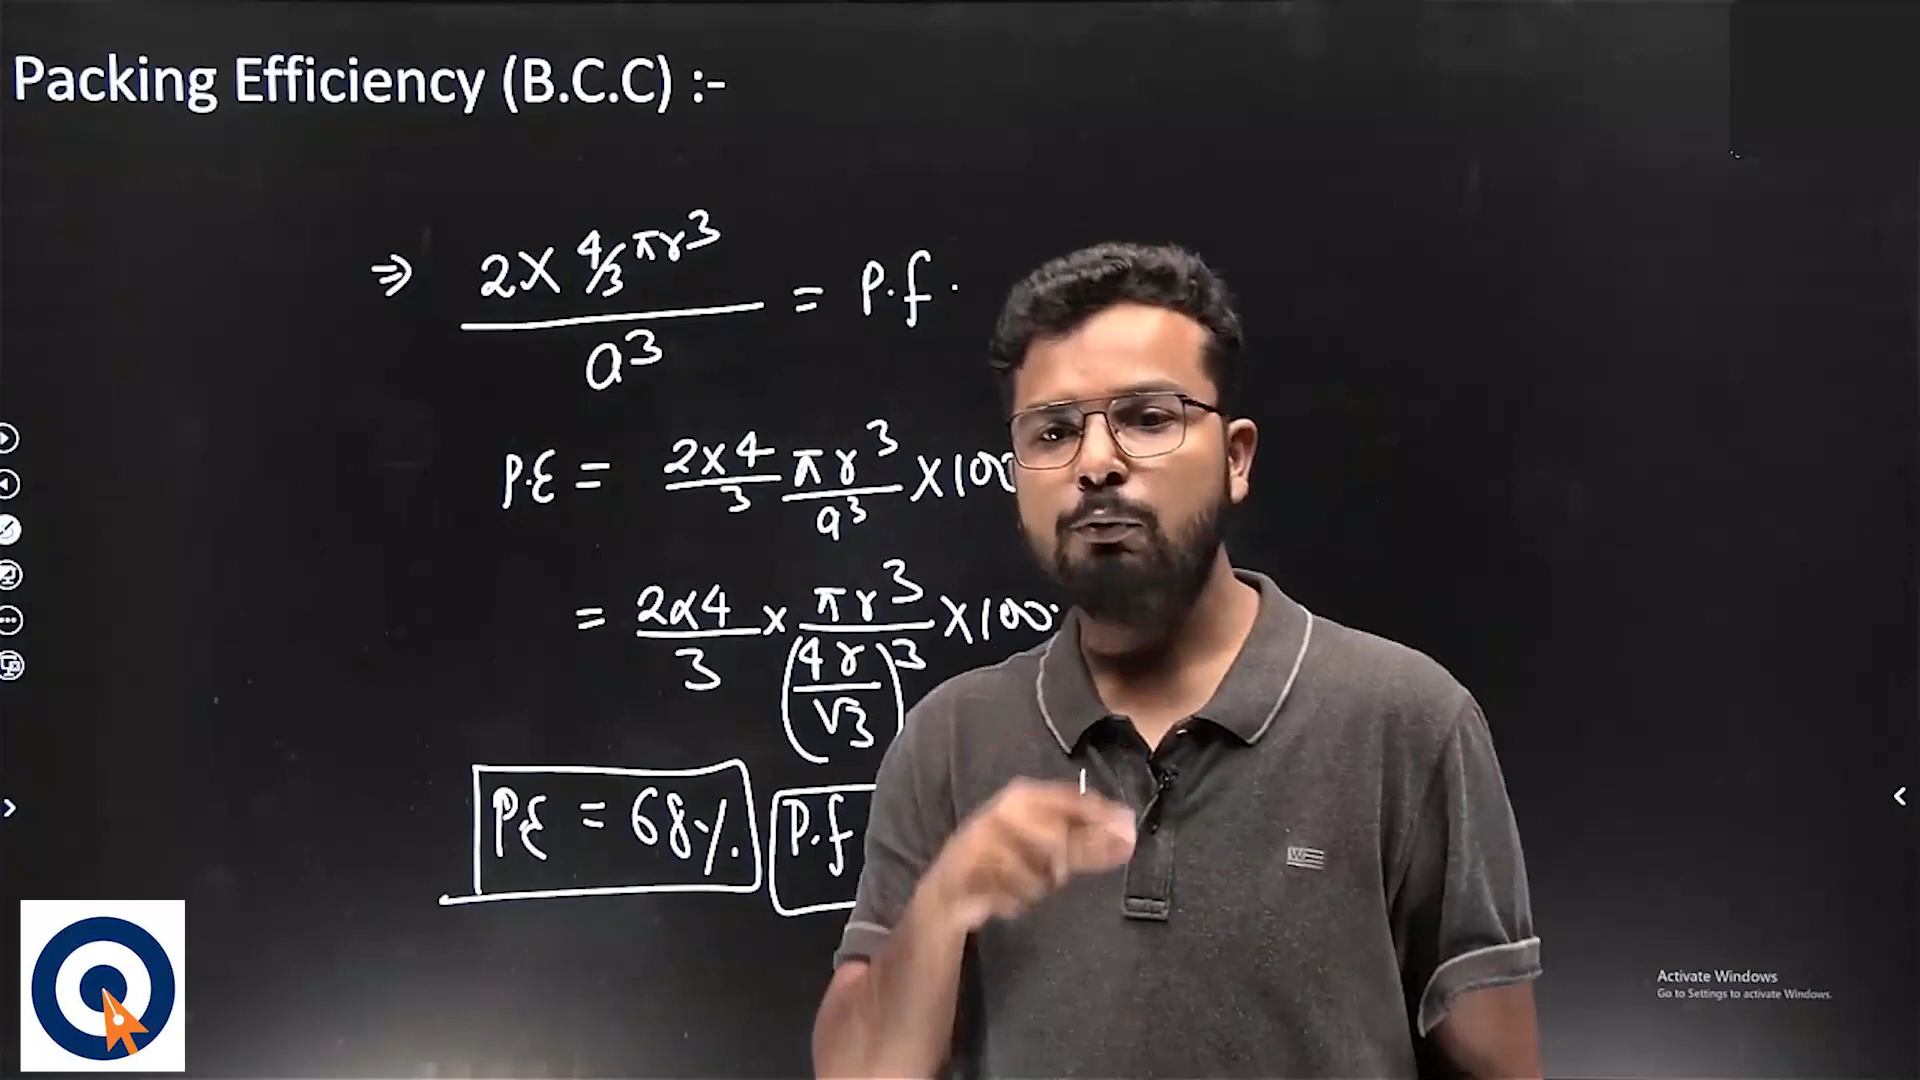 Packing Efficiency (B.C.C) :-
⇒ 2 × 4/3 πr³ / a³ = P.f.
P.E = 2×4/3 πr³/a³ × 100
= 2×4/3 × πr³/(4r/√3)³ × 100.
P.E = 68%. P.f
Activate Windows
Go to Settings to activate Windows.